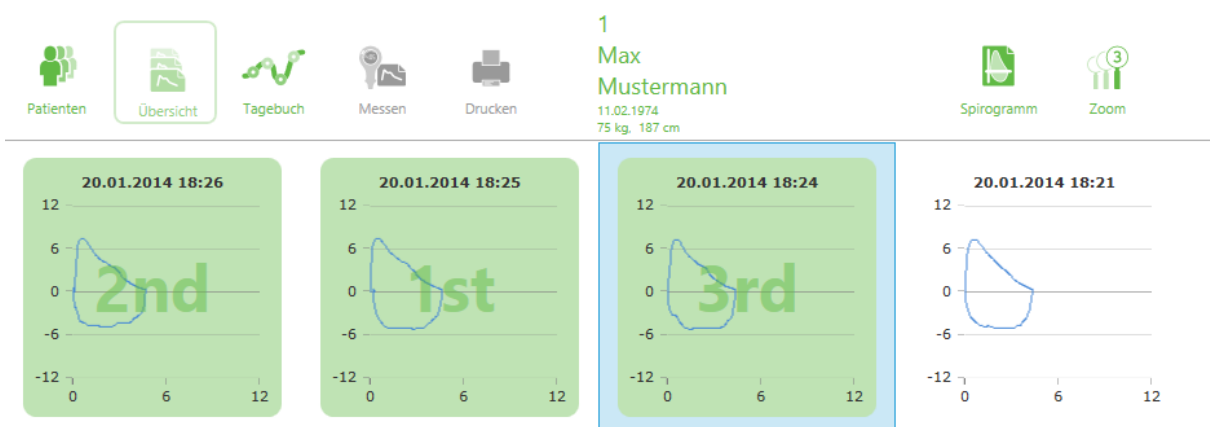 Patienten
Übersicht
Tagebuch
Messen
Drucken
1
Max
Mustermann
11.02.1974
75 kg, 187 cm
Spirogramm
3
Zoom
20.01.2014 18:26
12
6
0
-6
-12
0 6 12
2nd
20.01.2014 18:25
12
6
0
-6
-12
0 6 12
1st
20.01.2014 18:24
12
6
0
-6
-12
0 6 12
3rd
20.01.2014 18:21
12
6
0
-6
-12
0 6 12